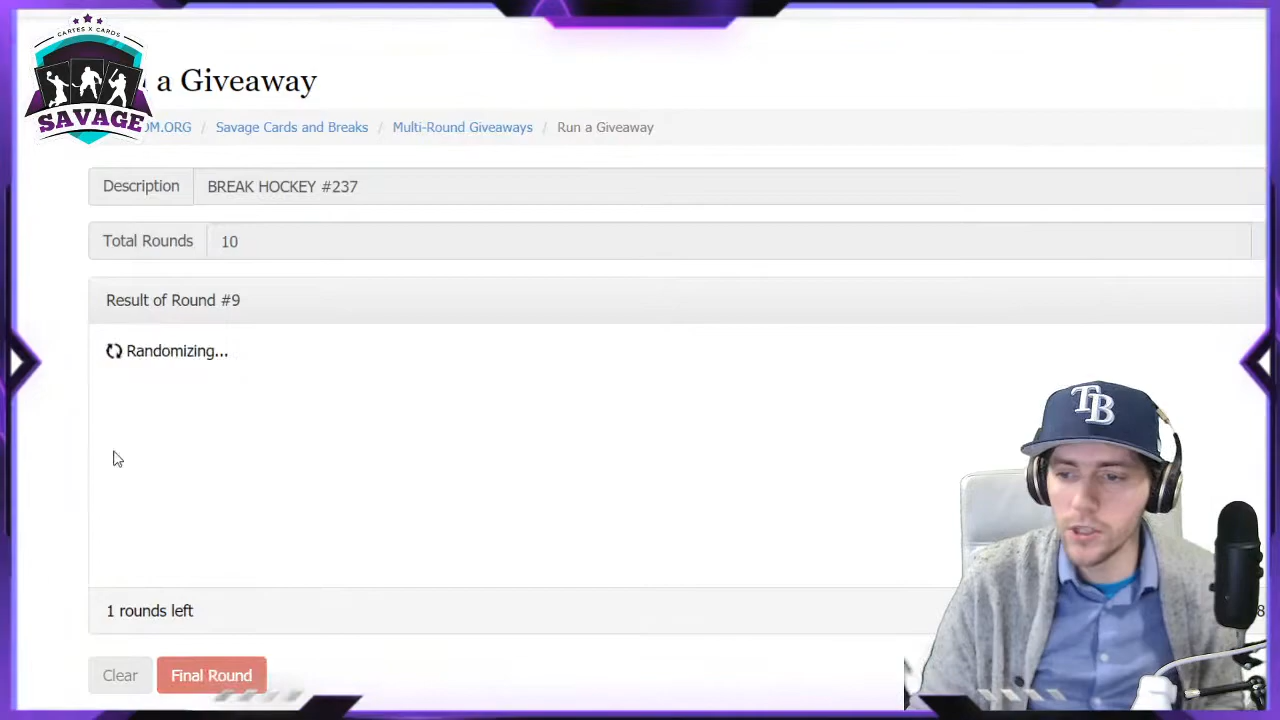 CARTES X CARDS
SAVAGE
a Giveaway
OM.ORG / Savage Cards and Breaks / Multi-Round Giveaways / Run a Giveaway
Description BREAK HOCKEY #237
Total Rounds 10
Result of Round #9
Randomizing...
1 rounds left
8
Clear Final Round
TB